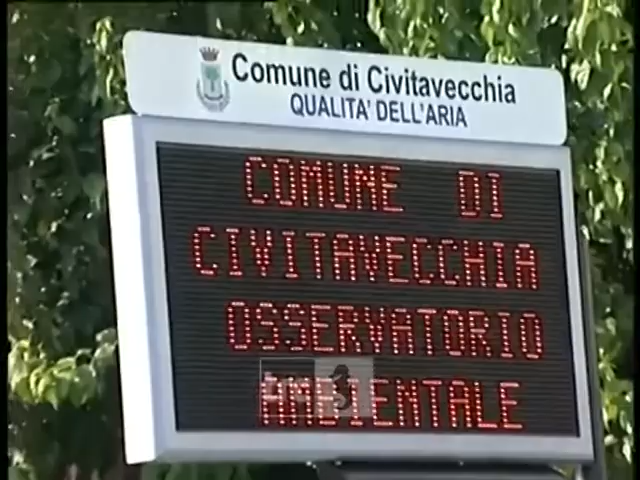 Comune di Civitavecchia
QUALITA' DELL'ARIA
COMUNE DI
CIVITAVECCHIA
OSSERVATORIO
AMBIENTALE